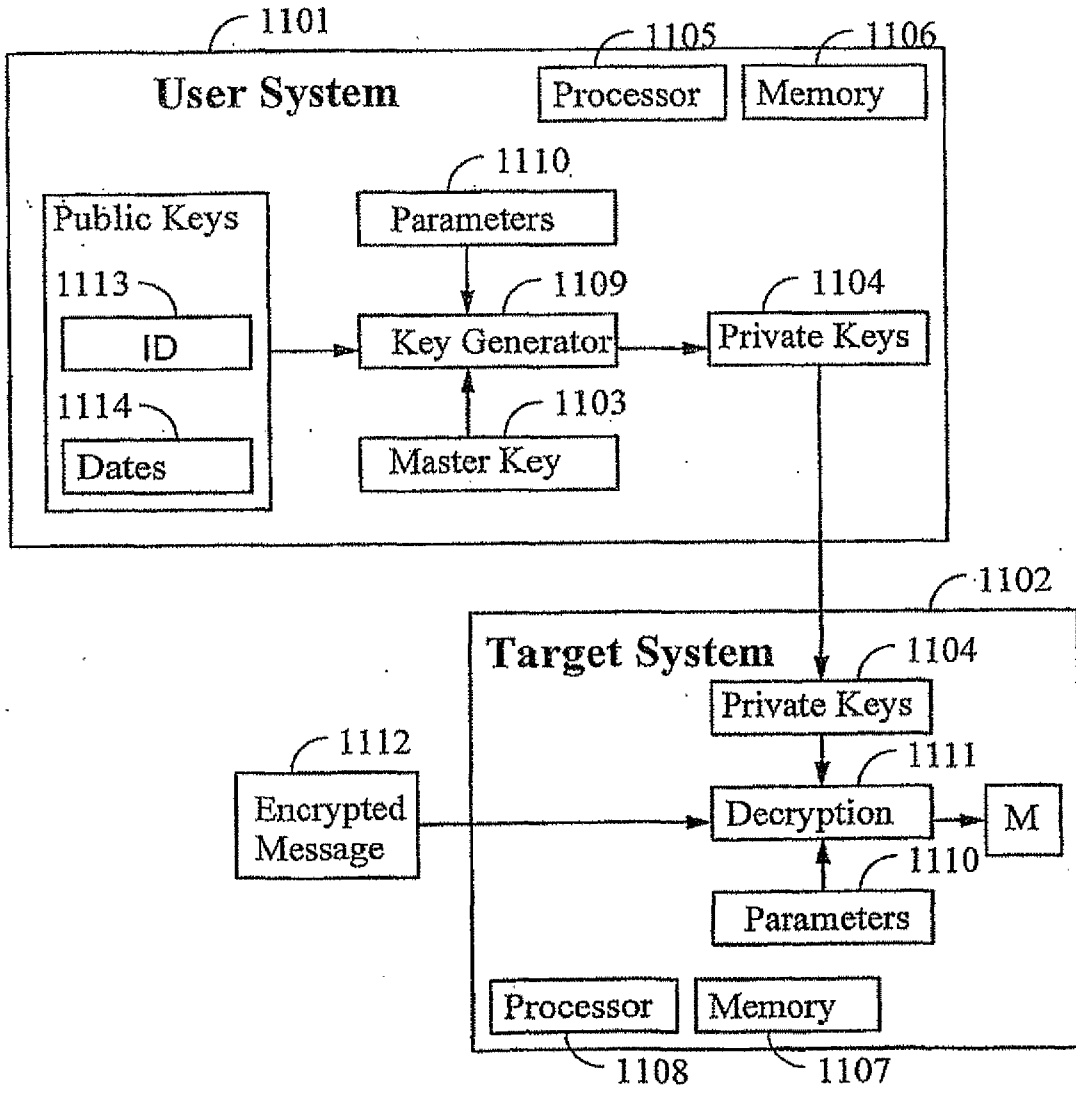 1101
1105
1106
User System
Processor
Memory
1110
Public Keys
Parameters
1113
1109
1104
ID
Key Generator
Private Keys
1114
1103
Dates
Master Key
1102
Target System
1104
Private Keys
1112
1111
Encrypted
Message
Decryption
M
1110
Parameters
Processor
Memory
1108
1107